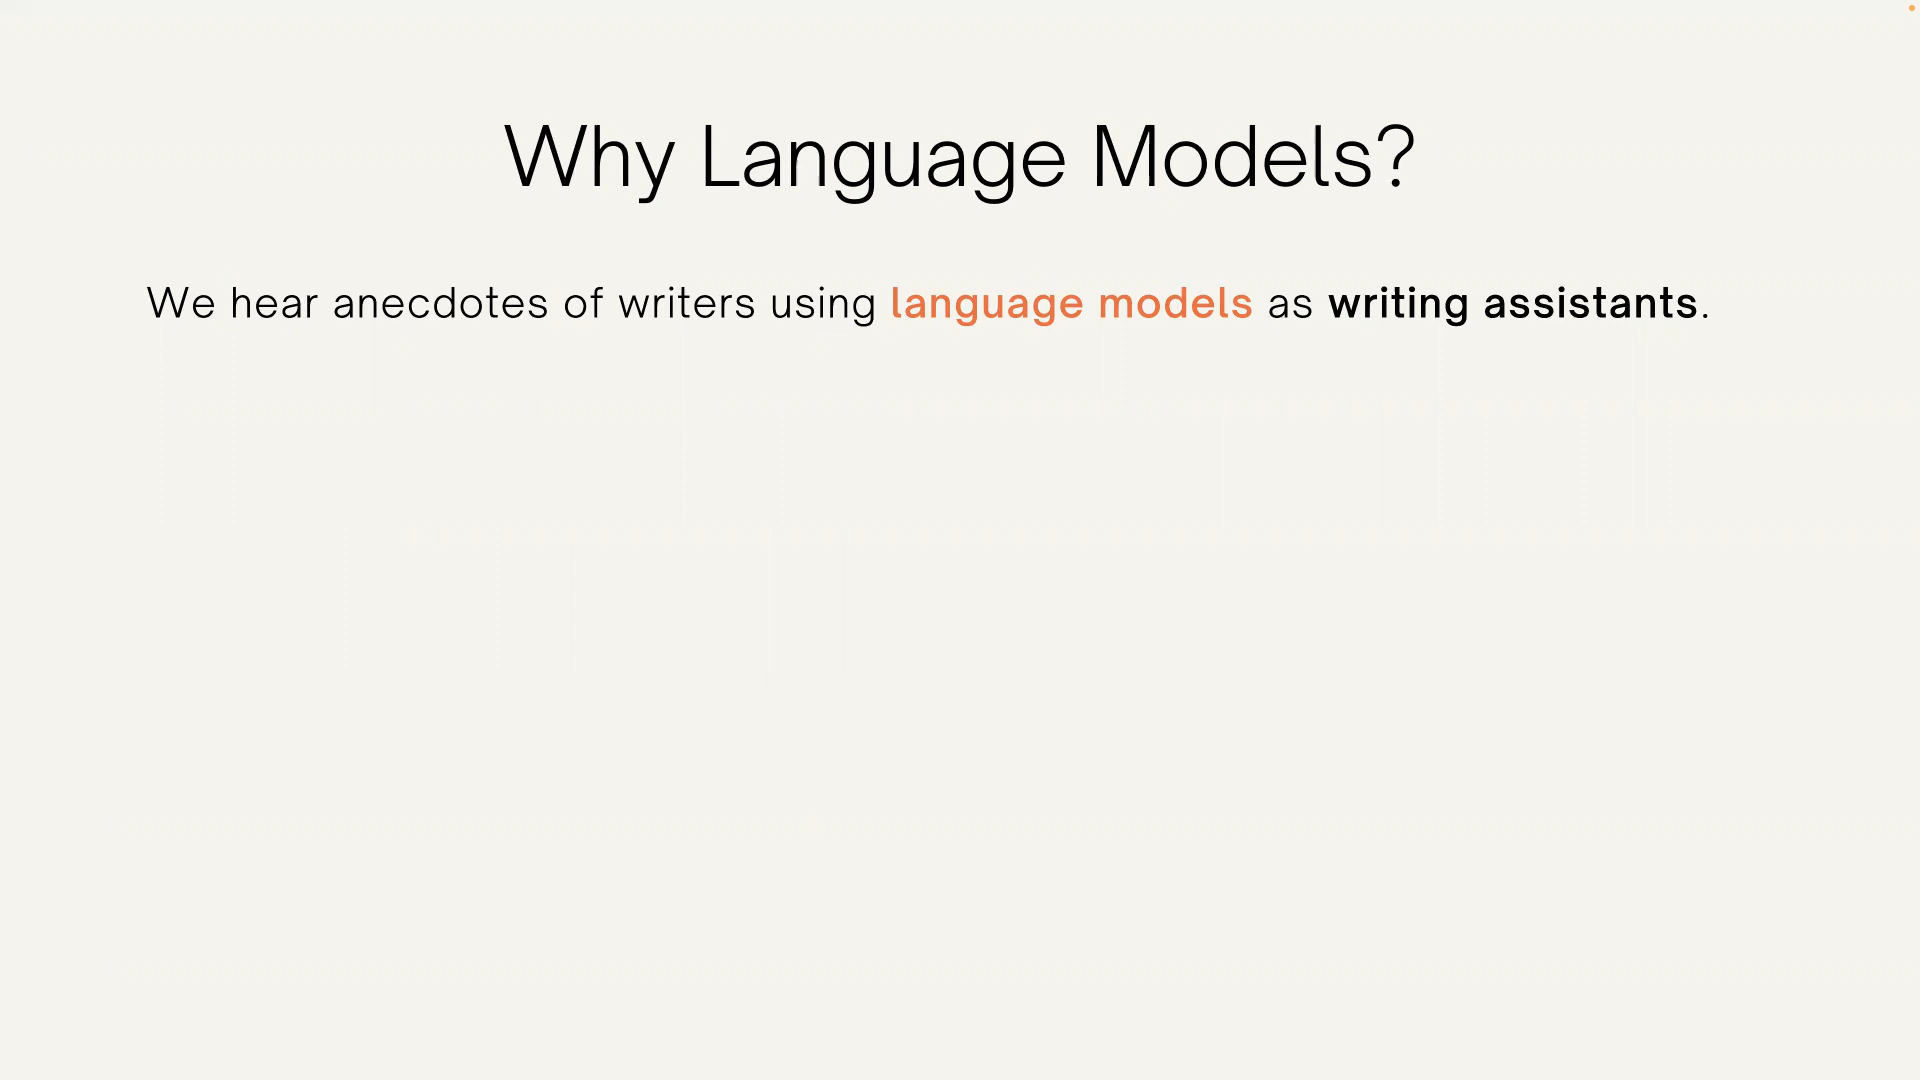 Why Language Models?
We hear anecdotes of writers using language models as writing assistants.